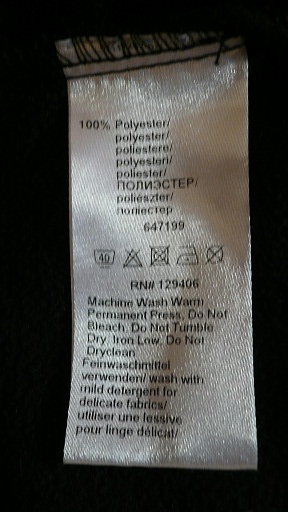 100% Polyester/
polyester/
poliestere/
polyesteri/
poliester/
ПОЛИЭСТЕР/
poliészter/
полиестер
647199
40
RN# 129406
Machine Wash Warm
Permanent Press, Do Not
Bleach. Do Not Tumble
Dry. Iron Low, Do Not
Dryclean
Feinwaschmittel
verwenden/ wash with
mild detergent for
delicate fabrics/
utiliser une lessive
pour linge délicat/